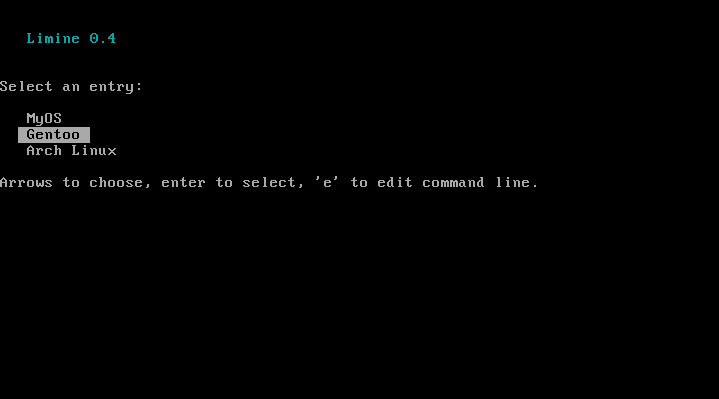 Limine 0.4
Select an entry:
MyOS
Gentoo
Arch Linux
Arrows to choose, enter to select, 'e' to edit command line.